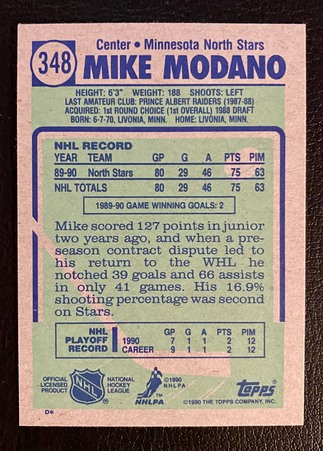 348
Center • Minnesota North Stars
MIKE MODANO
HEIGHT: 6'3" WEIGHT: 188 SHOOTS: LEFT
LAST AMATEUR CLUB: PRINCE ALBERT RAIDERS (1987-88)
ACQUIRED: 1st ROUND CHOICE (1st OVERALL) 1988 DRAFT
BORN: 6-7-70, LIVONIA, MINN. HOME: LIVONIA, MINN.
NHL RECORD
YEAR TEAM GP G A PTS PIM
89-90 North Stars 80 29 46 75 63
NHL TOTALS 80 29 46 75 63
1989-90 GAME WINNING GOALS: 2
Mike scored 127 points in junior
two years ago, and when a pre-
season contract dispute led to
his return to the WHL he
notched 39 goals and 66 assists
in only 41 games. His 16.9%
shooting percentage was second
on Stars.
NHL PLAYOFF RECORD
GP G A PTS PIM
1990 7 1 1 2 12
CAREER 9 1 1 2 12
OFFICIAL LICENSED PRODUCT
NHL
NATIONAL HOCKEY LEAGUE
©1990 NHLPA
NHLPA
topps
©1990 THE TOPPS COMPANY, INC.
D*